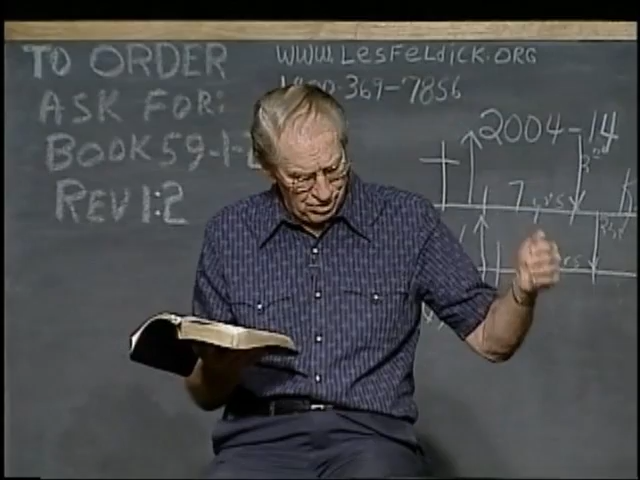 TO ORDER
ASK FOR:
BOOK 59-1-
REV 1:2
WWW.LESFELDICK.ORG
1-800-369-7856
2004-14
7 yrs